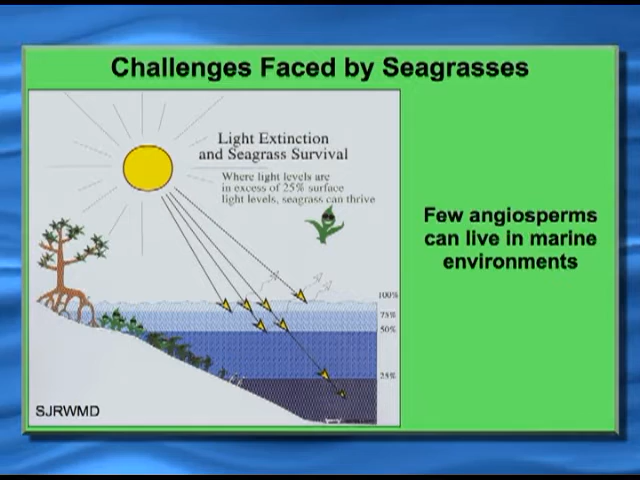 Challenges Faced by Seagrasses
Light Extinction
and Seagrass Survival
Where light levels are
in excess of 25% surface
light levels, seagrass can thrive
Few angiosperms
can live in marine
environments
100%
75%
50%
25%
SJRWMD